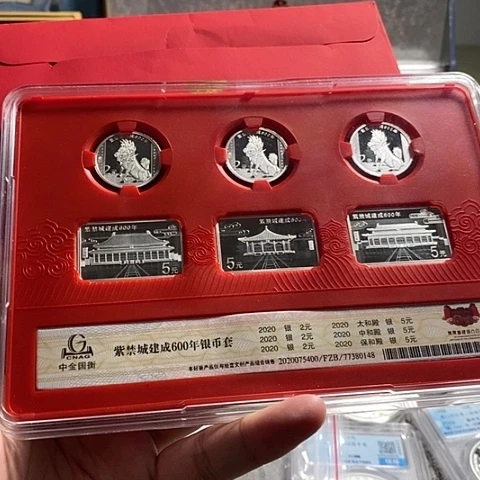 2
2
2
紫禁城建成600年
5元
紫禁城建成600年
5元
紫禁城建成600年
5元
CNAG
中金国衡
紫禁城建成600年银币套
2020 银 2元
2020 银 2元
2020 银 2元
2020 太和殿 银 5元
2020 中和殿 银 5元
2020 保和殿 银 5元
2020075400/FZB/77380148